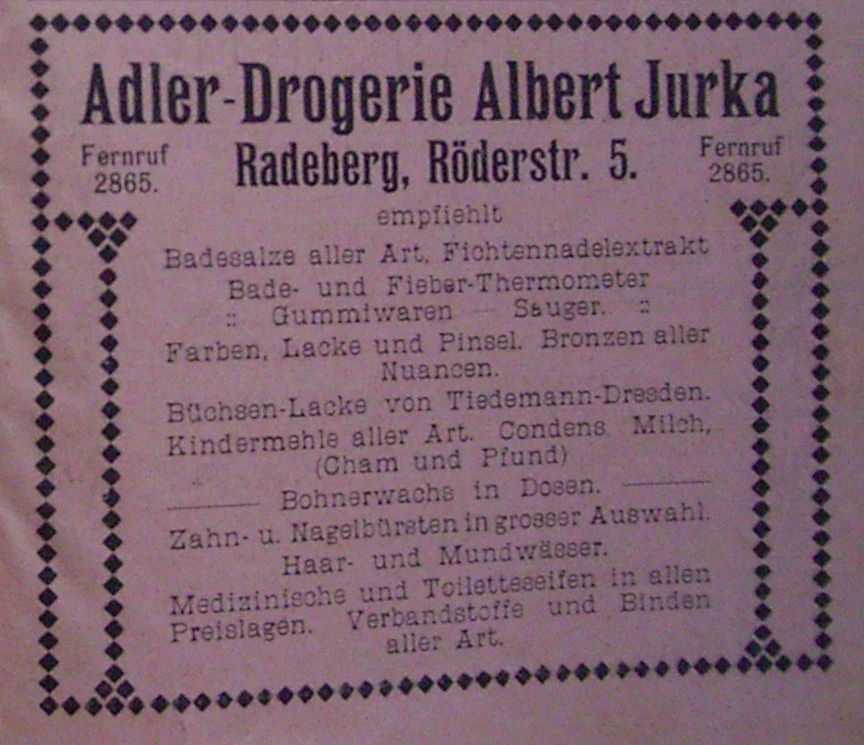 Adler-Drogerie Albert Jurka
Fernruf 2865.
Radeberg, Röderstr. 5.
Fernruf 2865.
empfiehlt
Badesalze aller Art, Fichtennadelextrakt
Bade- und Fieber-Thermometer
:: Gummiwaren — Sauger. ::
Farben, Lacke und Pinsel. Bronzen aller
Nuancen.
Büchsen-Lacke von Tiedemann-Dresden.
Kindermehle aller Art. Condens. Milch,
(Cham und Pfund)
Bohnerwachs in Dosen.
Zahn- u. Nagelbürsten in grosser Auswahl.
Haar- und Mundwässer.
Medizinische und Toiletteseifen in allen
Preislagen. Verbandstoffe und Binden
aller Art.